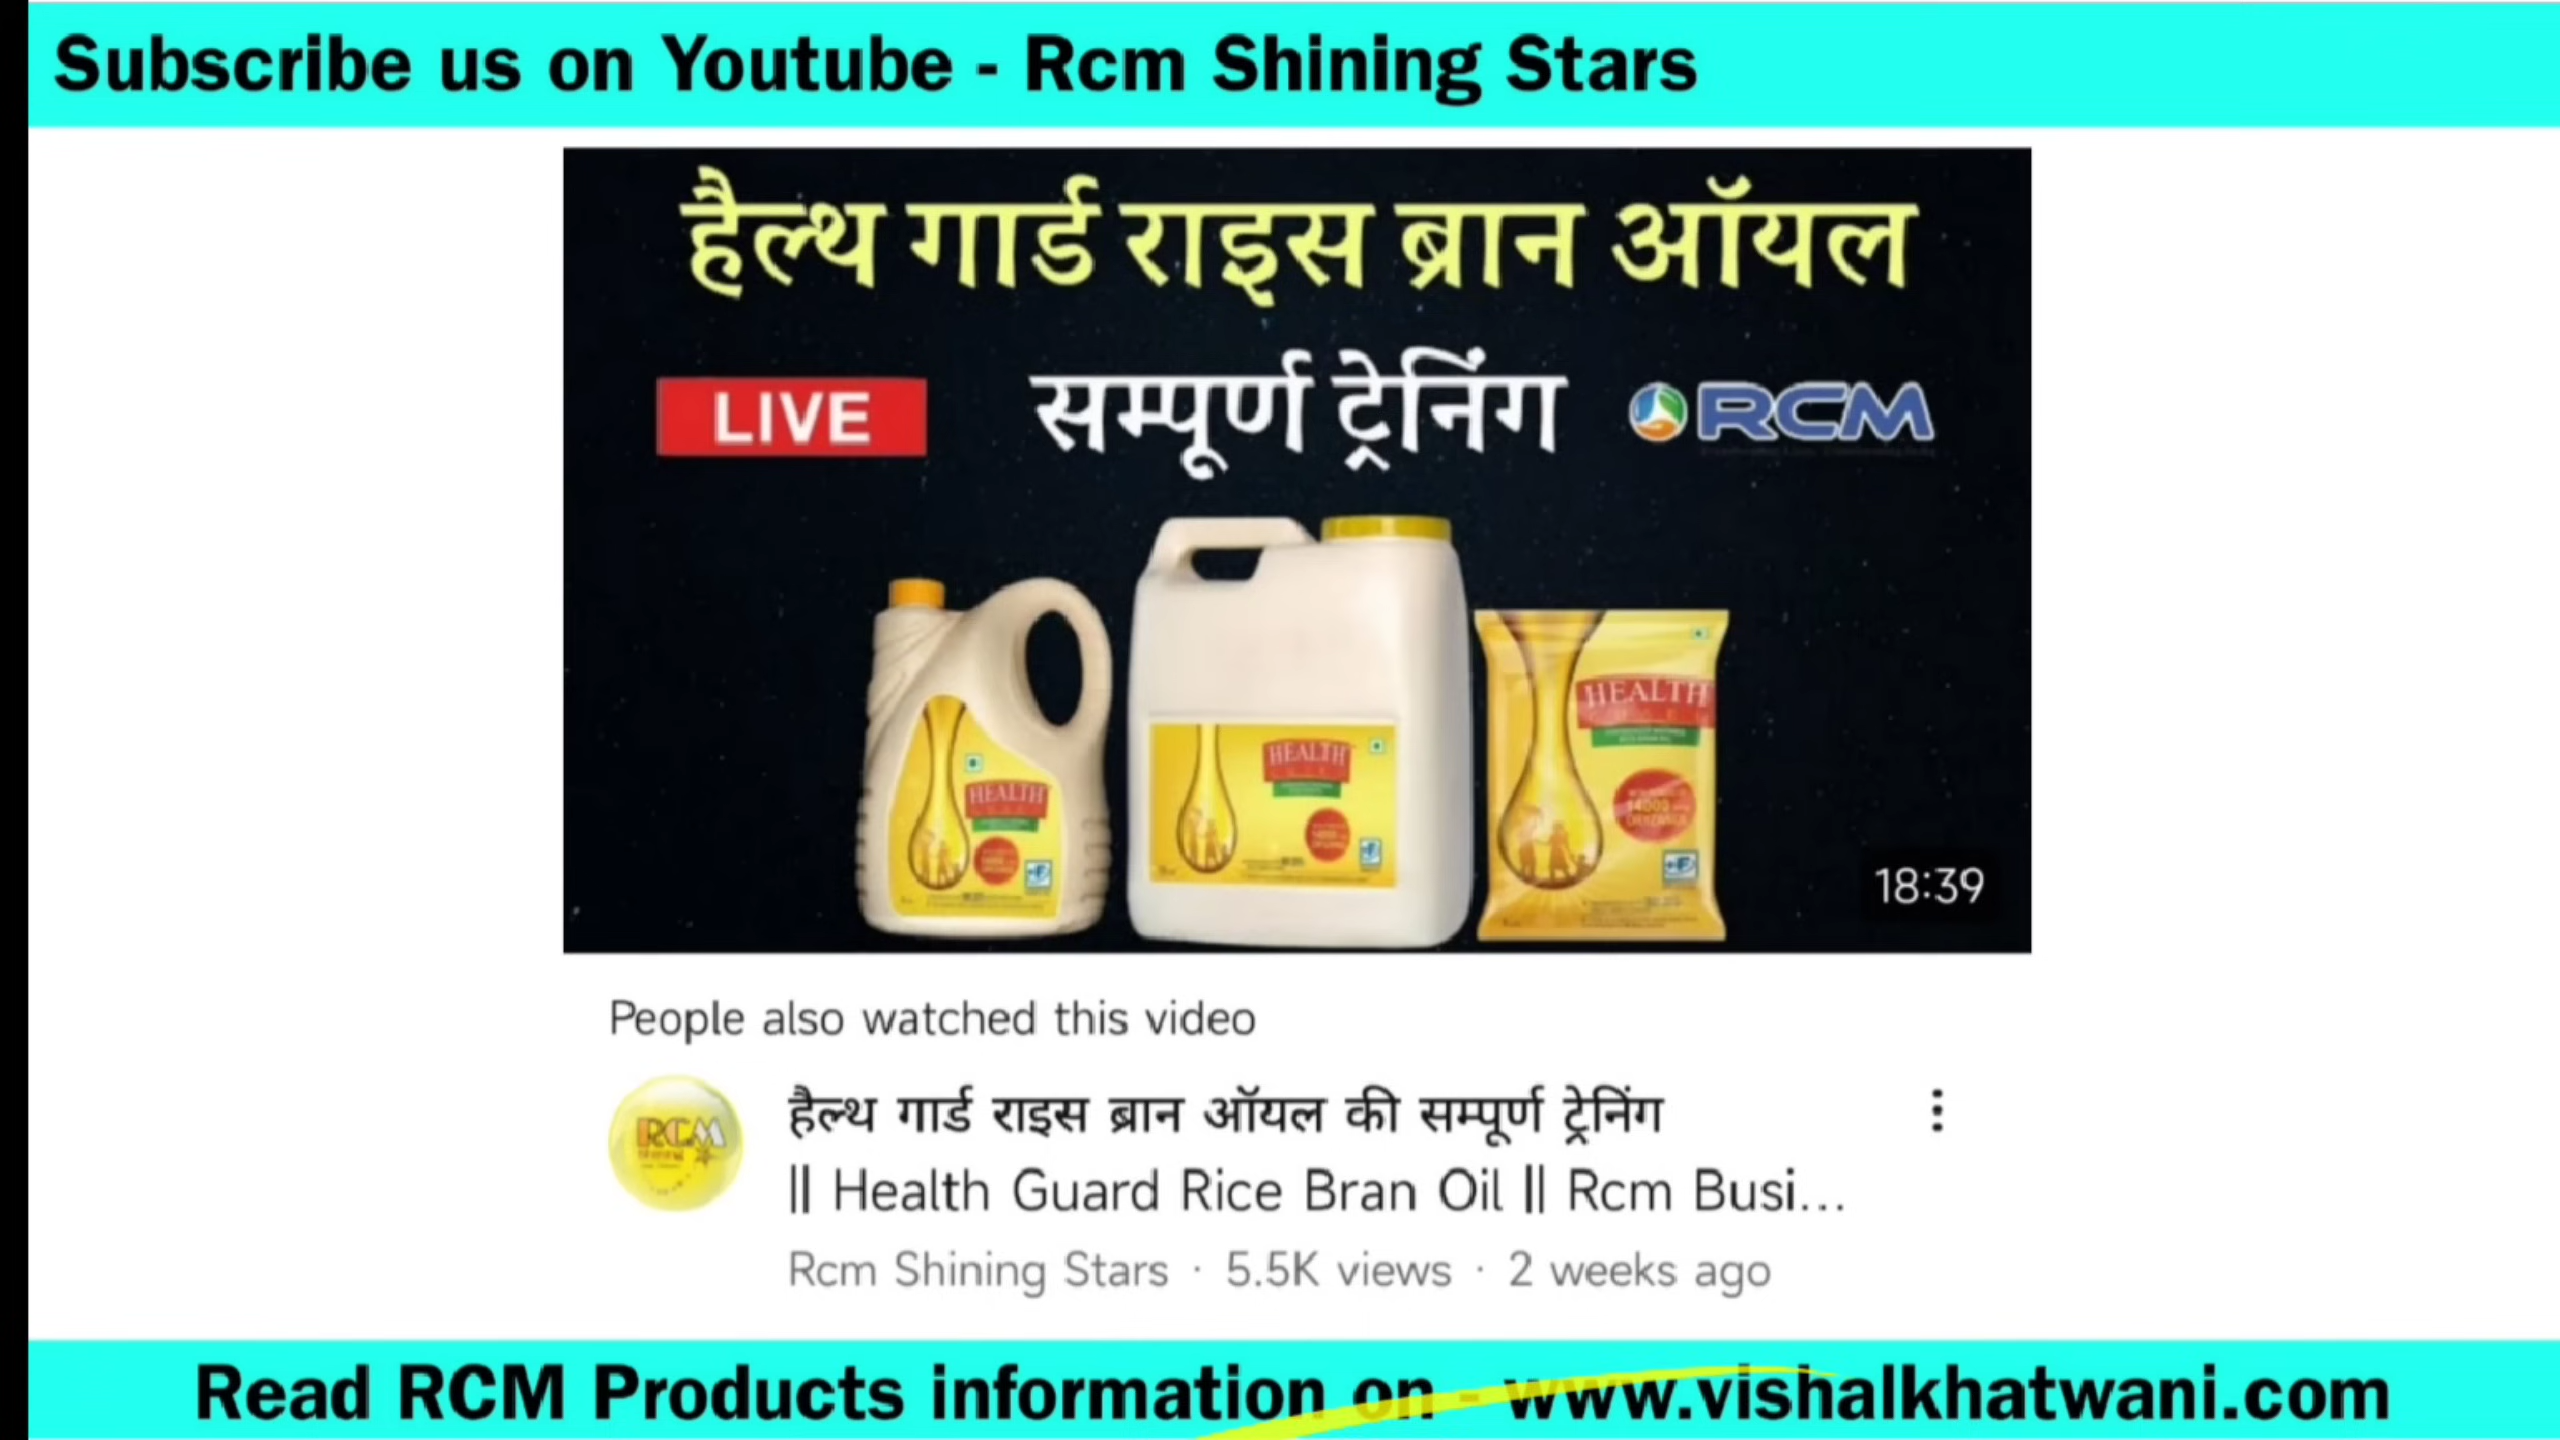 Subscribe us on Youtube - Rcm Shining Stars
हैल्थ गार्ड राइस ब्रान ऑयल
LIVE
सम्पूर्ण ट्रेनिंग
RCM
HEALTH
HEALTH
HEALTH
18:39
People also watched this video
RCM
हैल्थ गार्ड राइस ब्रान ऑयल की सम्पूर्ण ट्रेनिंग
|| Health Guard Rice Bran Oil || Rcm Busi...
Rcm Shining Stars · 5.5K views · 2 weeks ago
Read RCM Products information on - www.vishalkhatwani.com